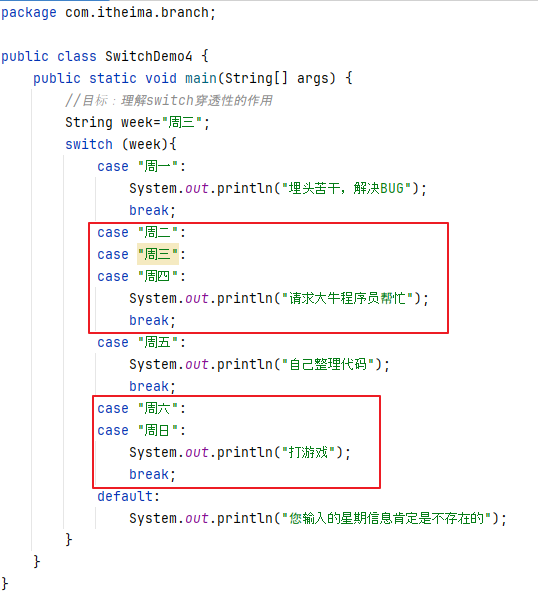 package com.itheima.branch;
public class SwitchDemo4 {
public static void main(String[] args) {
//目标：理解switch穿透性的作用
String week="周三";
switch (week){
case "周一":
System.out.println("埋头苦干，解决BUG");
break;
case "周二":
case "周三":
case "周四":
System.out.println("请求大牛程序员帮忙");
break;
case "周五":
System.out.println("自己整理代码");
break;
case "周六":
case "周日":
System.out.println("打游戏");
break;
default:
System.out.println("您输入的星期信息肯定是不存在的");
}
}
}